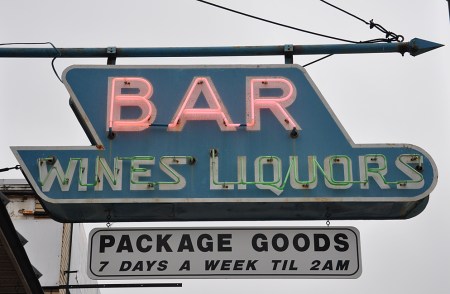 BAR
WINES LIQUORS
PACKAGE GOODS
7 DAYS A WEEK TIL 2AM